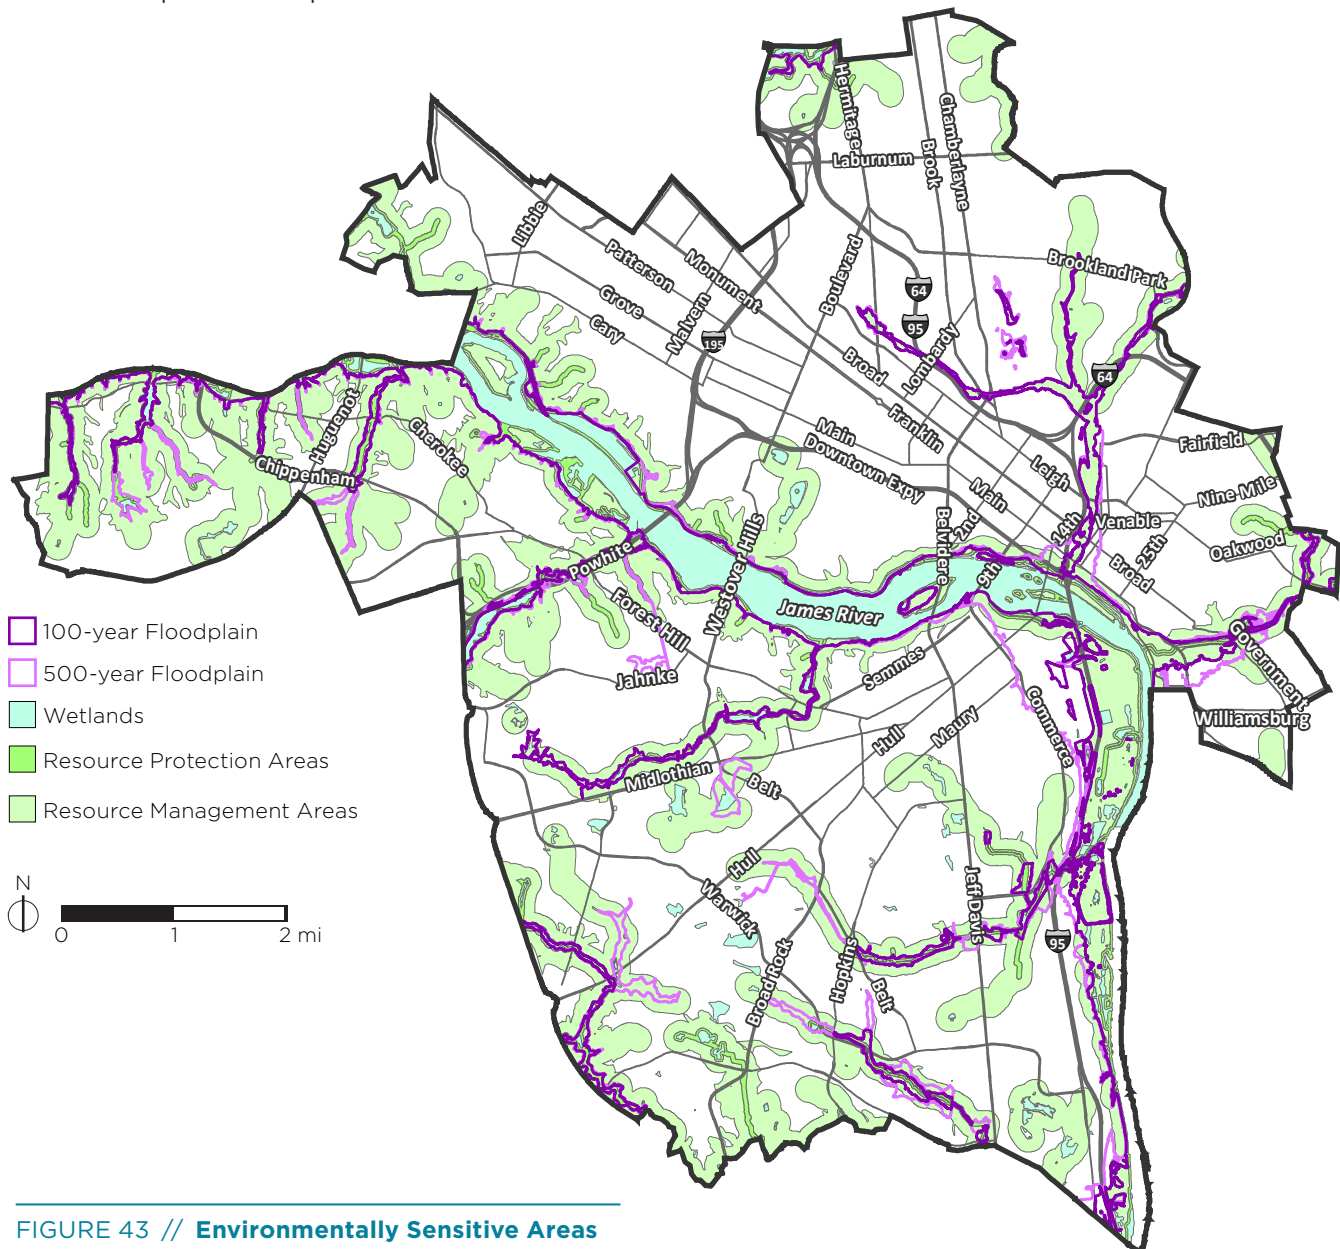 Hermitage
Chamberlayne
Brook
Laburnum
Libbie
Patterson
Monument
Boulevard
Brookland Park
Grove
Cary
Malvern
64
95
195
Broad
Lombardy
64
Franklin
Main
Downtown Expy
Fairfield
Leigh
Nine Mile
Huguenot
Cherokee
Chippenham
Main
Belvidere
2nd
14th
Venable
25th
Broad
Oakwood
Powhite
Westover Hills
9th
James River
Forest Hill
Government
Jahnke
Semmes
Commerce
Williamsburg
Hull
Maury
Midlothian
Belt
Hull
Warwick
Jeff Davis
Broad Rock
Hopkins
Belt
95
100-year Floodplain
500-year Floodplain
Wetlands
Resource Protection Areas
Resource Management Areas
N
0 1 2 mi
FIGURE 43 // Environmentally Sensitive Areas